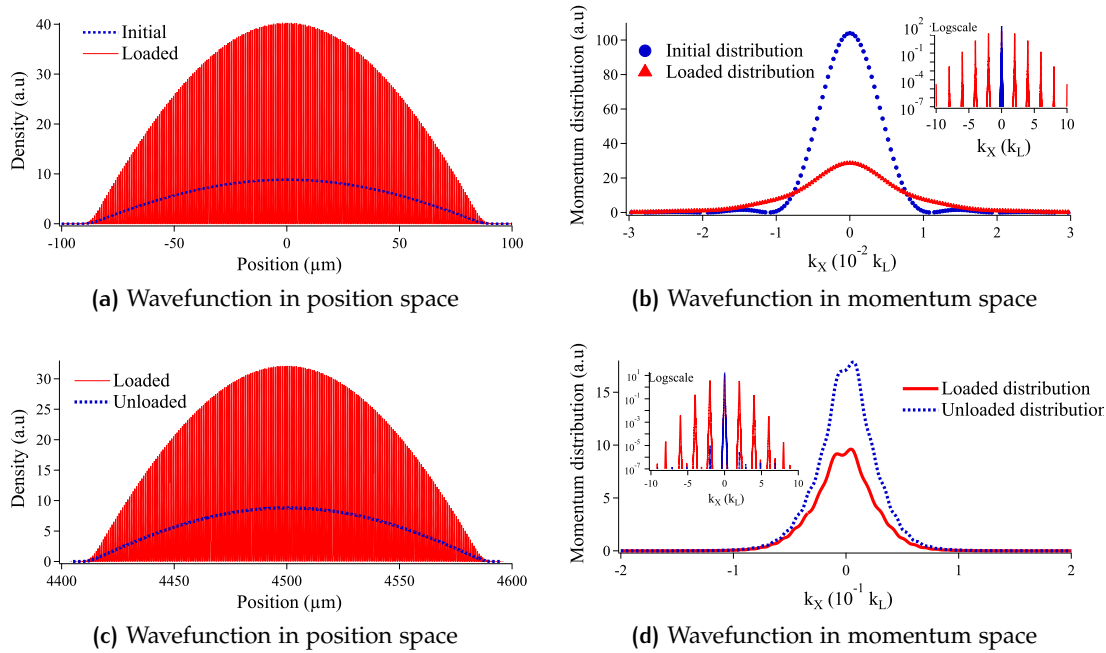 40
30
20
10
0
Density (a.u)
Initial
Loaded
-100
-50
0
50
100
Position (µm)
(a) Wavefunction in position space
100
80
60
40
20
0
Momentum distribution (a.u)
Initial distribution
Loaded distribution
Logscale
10^2
10^-1
10^-4
10^-7
-10
-5
0
5
10
k_X (k_L)
-3
-2
-1
0
1
2
3
k_X (10^-2 k_L)
(b) Wavefunction in momentum space
30
25
20
15
10
5
0
Density (a.u)
Loaded
Unloaded
4400
4450
4500
4550
4600
Position (µm)
(c) Wavefunction in position space
15
10
5
0
Momentum distribution (a.u)
Loaded distribution
Unloaded distribution
Logscale
10^1
10^-1
10^-3
10^-5
10^-7
-10
-5
0
5
10
k_X (k_L)
-2
-1
0
1
2
k_X (10^-1 k_L)
(d) Wavefunction in momentum space